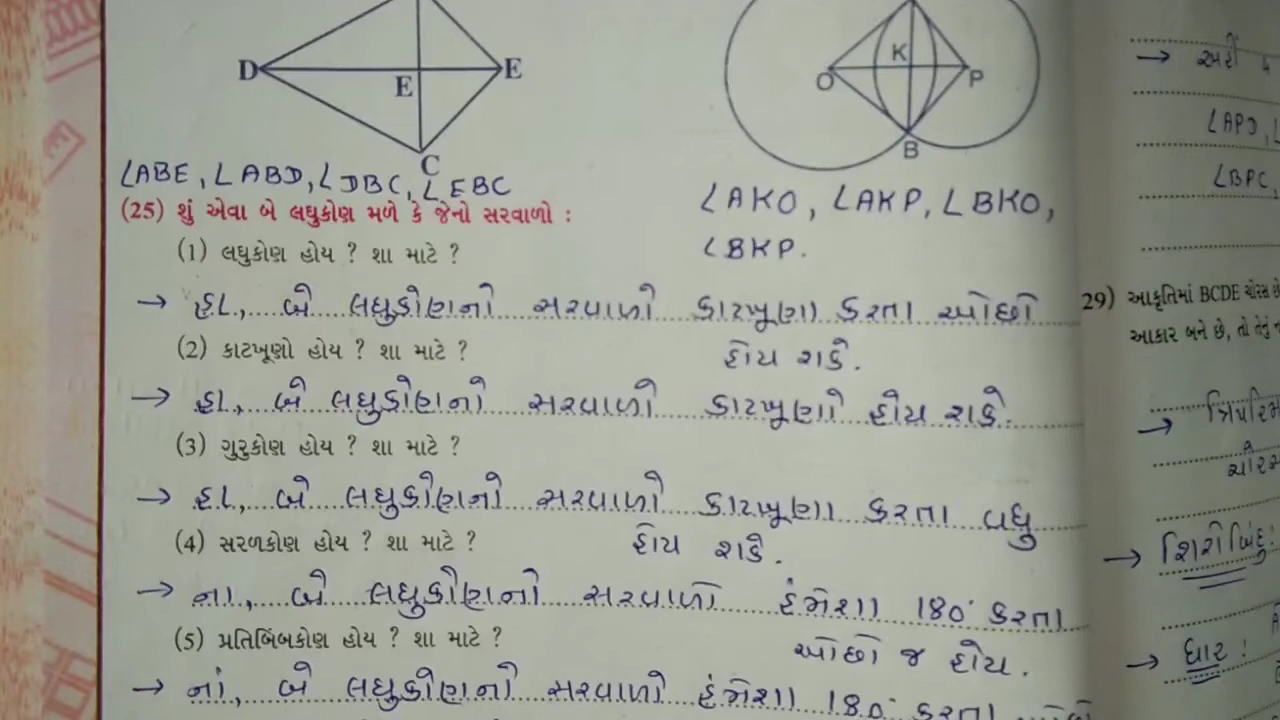 D E E
C
∠ABE, ∠ABD, ∠DBC, ∠EBC
K
O P
B
∠AKO, ∠AKP, ∠BKO,
∠BKP.
(25) શું એવા બે લઘુકોણ મળે કે જેનો સરવાળો :
(1) લઘુકોણ હોય ? શા માટે ?
→ હા, બે લઘુકોણનો સરવાળો કાટખૂણા કરતા ઓછો
હોય શકે.
(2) કાટખૂણો હોય ? શા માટે ?
→ હા, બે લઘુકોણનો સરવાળો કાટખૂણો હોય શકે.
(3) ગુરુકોણ હોય ? શા માટે ?
→ હા, બે લઘુકોણનો સરવાળો કાટખૂણા કરતા વધુ
હોય શકે.
(4) સરળકોણ હોય ? શા માટે ?
→ ના, બે લઘુકોણનો સરવાળો હંમેશા 180° કરતા
ઓછો જ હોય.
(5) પ્રતિબિંબકોણ હોય ? શા માટે ?
→ નાં, બે લઘુકોણનો સરવાળો હંમેશા 180° કરતા
∠APD,
∠BPC,
29) આકૃતિમાં BCDE ચોરસ
આકાર બને છે, તો તેનું
→ શિરોબિંદુ:
→ ધાર :